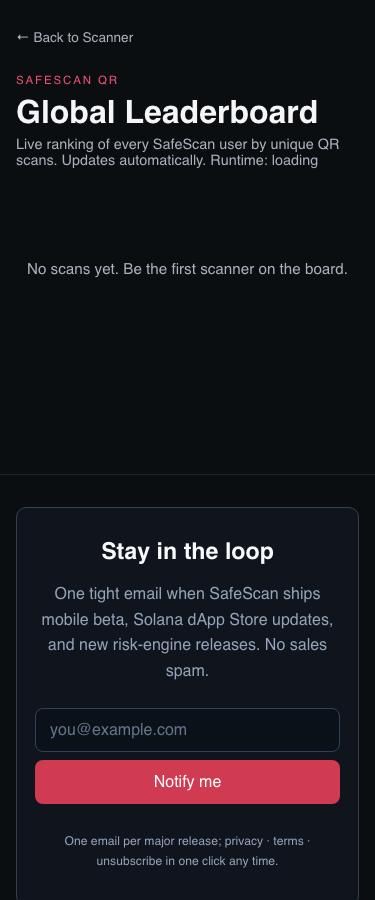 ← Back to Scanner
SAFESCAN QR
Global Leaderboard
Live ranking of every SafeScan user by unique QR
scans. Updates automatically. Runtime: loading
No scans yet. Be the first scanner on the board.
Stay in the loop
One tight email when SafeScan ships
mobile beta, Solana dApp Store updates,
and new risk-engine releases. No sales
spam.
you@example.com
Notify me
One email per major release; privacy · terms ·
unsubscribe in one click any time.